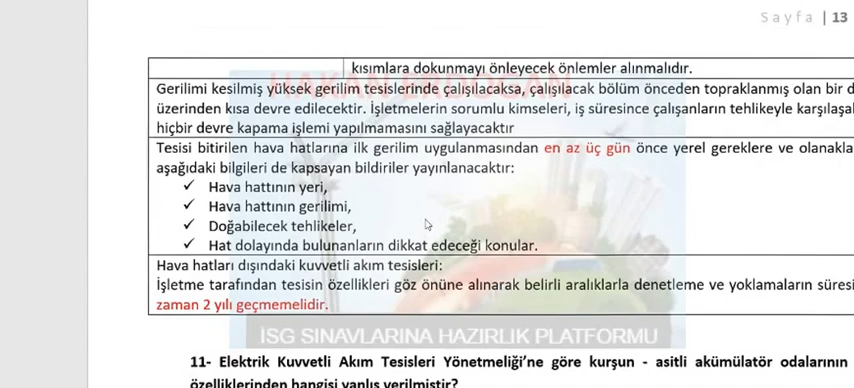 Sayfa | 13
kısımlara dokunmayı önleyecek önlemler alınmalıdır.
HAKAN ERDOĞAN
Gerilimi kesilmiş yüksek gerilim tesislerinde çalışılacaksa, çalışılacak bölüm önceden topraklanmış olan bir
üzerinden kısa devre edilecektir. İşletmelerin sorumlu kimseleri, iş süresince çalışanların tehlikeyle
hiçbir devre kapama işlemi yapılmamasını sağlayacaktır
Tesisi bitirilen hava hatlarına ilk gerilim uygulanmasından en az üç gün önce yerel gereklere ve
aşağıdaki bilgileri de kapsayan bildiriler yayınlanacaktır:
✓ Hava hattının yeri,
✓ Hava hattının gerilimi,
✓ Doğabilecek tehlikeler,
✓ Hat dolayında bulunanların dikkat edeceği konular.
Hava hatları dışındaki kuvvetli akım tesisleri:
İşletme tarafından tesisin özellikleri göz önüne alınarak belirli aralıklarla denetleme ve yoklamaların
zaman 2 yılı geçmemelidir.
İSG SINAVLARINA HAZIRLIK PLATFORMU
11- Elektrik Kuvvetli Akım Tesisleri Yönetmeliği'ne göre kurşun - asitli akümülatör odalarının
özelliklerinden hangisi yanlış verilmiştir?